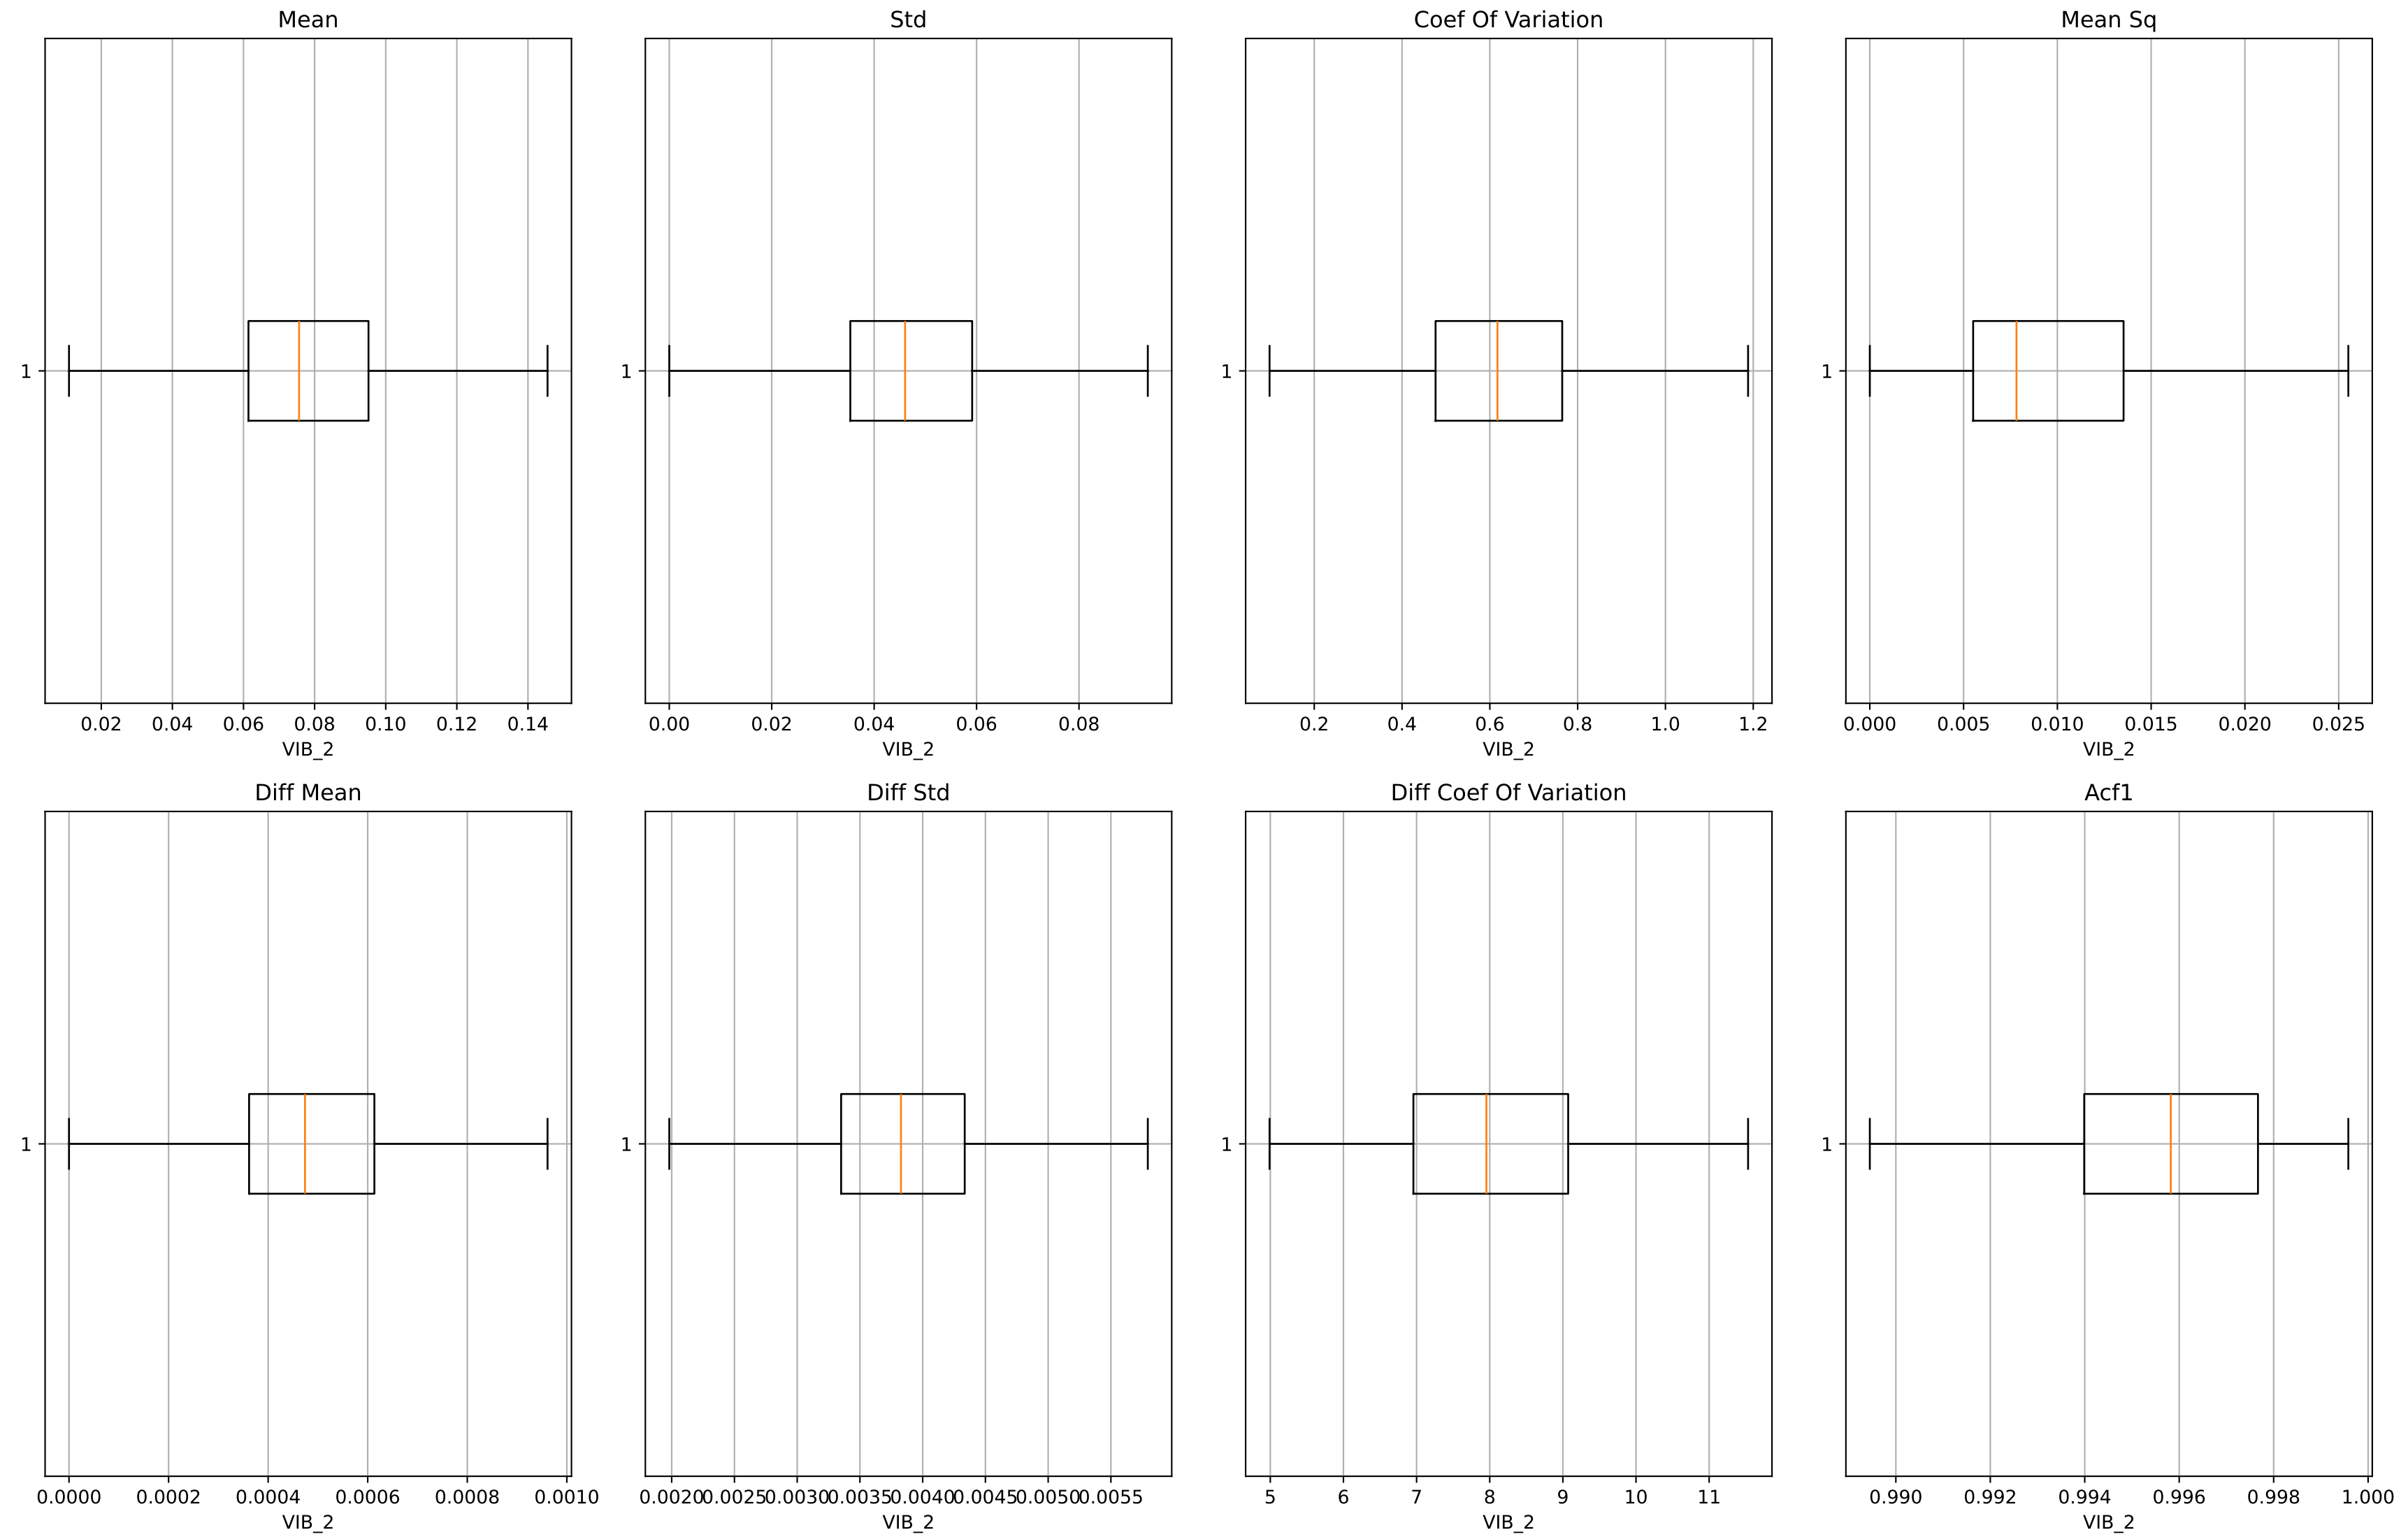 Mean
1
0.02 0.04 0.06 0.08 0.10 0.12 0.14
VIB_2
Std
1
0.00 0.02 0.04 0.06 0.08
VIB_2
Coef Of Variation
1
0.2 0.4 0.6 0.8 1.0 1.2
VIB_2
Mean Sq
1
0.000 0.005 0.010 0.015 0.020 0.025
VIB_2
Diff Mean
1
0.0000 0.0002 0.0004 0.0006 0.0008 0.0010
VIB_2
Diff Std
1
0.0020 0.0025 0.0030 0.0035 0.0040 0.0045 0.0050 0.0055
VIB_2
Diff Coef Of Variation
1
5 6 7 8 9 10 11
VIB_2
Acf1
1
0.990 0.992 0.994 0.996 0.998 1.000
VIB_2